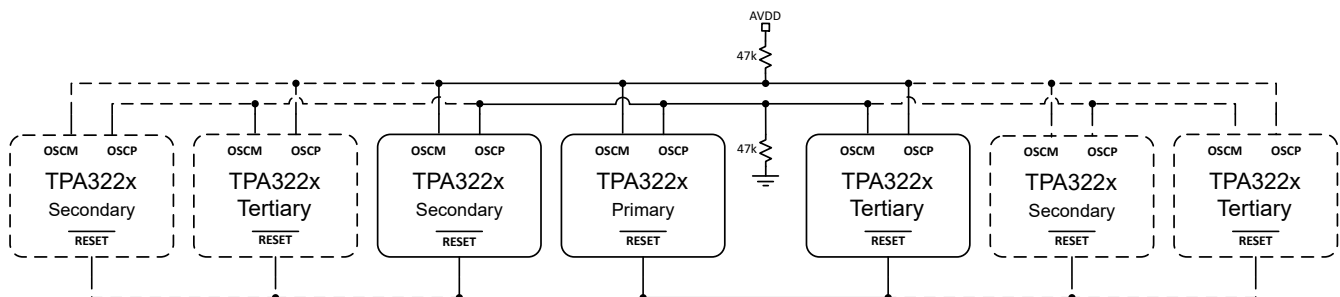 AVDD
47k
47k
OSCM OSCP
TPA322x
Secondary
RESET
OSCM OSCP
TPA322x
Tertiary
RESET
OSCM OSCP
TPA322x
Secondary
RESET
OSCM OSCP
TPA322x
Primary
RESET
OSCM OSCP
TPA322x
Tertiary
RESET
OSCM OSCP
TPA322x
Secondary
RESET
OSCM OSCP
TPA322x
Tertiary
RESET